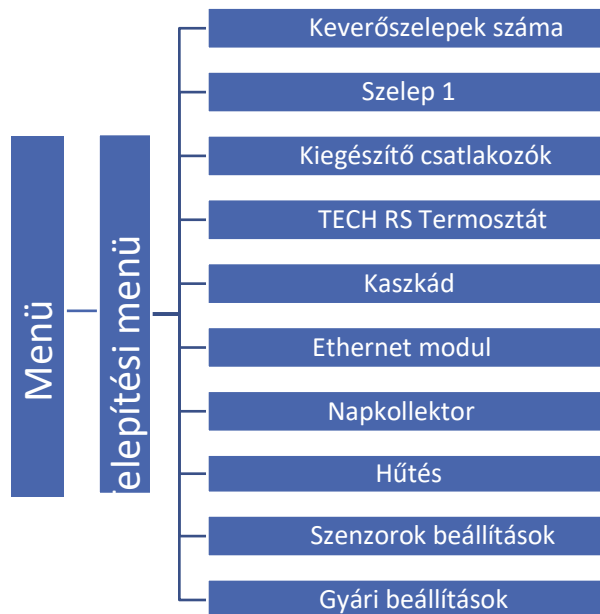 Menü
elepítési menü
Keverőszelepek száma
Szelep 1
Kiegészítő csatlakozók
TECH RS Termosztát
Kaszkád
Ethernet modul
Napkollektor
Hűtés
Szenzorok beállítások
Gyári beállítások